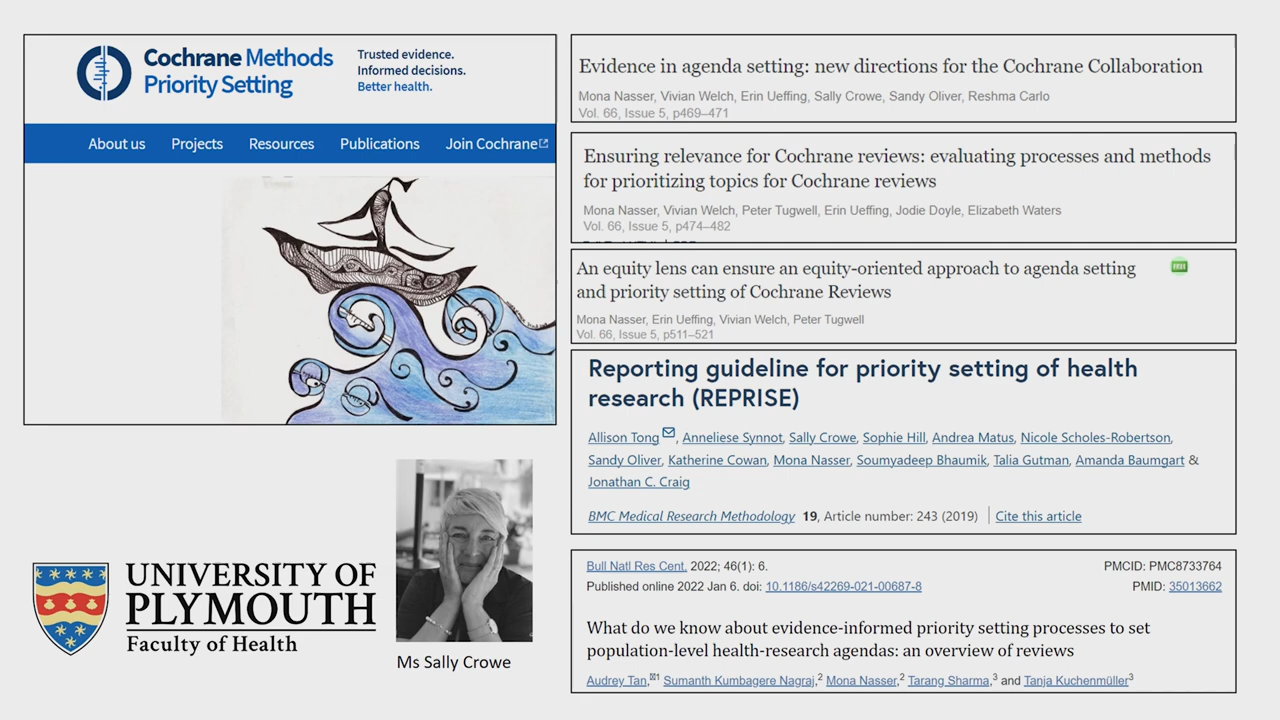 Cochrane Methods
Priority Setting
Trusted evidence.
Informed decisions.
Better health.
About us Projects Resources Publications Join Cochrane
UNIVERSITY OF
PLYMOUTH
Faculty of Health
Ms Sally Crowe
Evidence in agenda setting: new directions for the Cochrane Collaboration
Mona Nasser, Vivian Welch, Erin Ueffing, Sally Crowe, Sandy Oliver, Reshma Carlo
Vol. 66, Issue 5, p469–471
Ensuring relevance for Cochrane reviews: evaluating processes and methods
for prioritizing topics for Cochrane reviews
Mona Nasser, Vivian Welch, Peter Tugwell, Erin Ueffing, Jodie Doyle, Elizabeth Waters
Vol. 66, Issue 5, p474–482
An equity lens can ensure an equity-oriented approach to agenda setting
and priority setting of Cochrane Reviews
Mona Nasser, Erin Ueffing, Vivian Welch, Peter Tugwell
Vol. 66, Issue 5, p511–521
Reporting guideline for priority setting of health
research (REPRISE)
Allison Tong, Anneliese Synnot, Sally Crowe, Sophie Hill, Andrea Matus, Nicole Scholes-Robertson,
Sandy Oliver, Katherine Cowan, Mona Nasser, Soumyadeep Bhaumik, Talia Gutman, Amanda Baumgart &
Jonathan C. Craig
BMC Medical Research Methodology 19, Article number: 243 (2019) Cite this article
Bull Natl Res Cent. 2022; 46(1): 6. PMCID: PMC8733764
Published online 2022 Jan 6. doi: 10.1186/s42269-021-00687-8 PMID: 35013662
What do we know about evidence-informed priority setting processes to set
population-level health-research agendas: an overview of reviews
Audrey Tan,1 Sumanth Kumbagere Nagraj,2 Mona Nasser,2 Tarang Sharma,3 and Tanja Kuchenmüller3